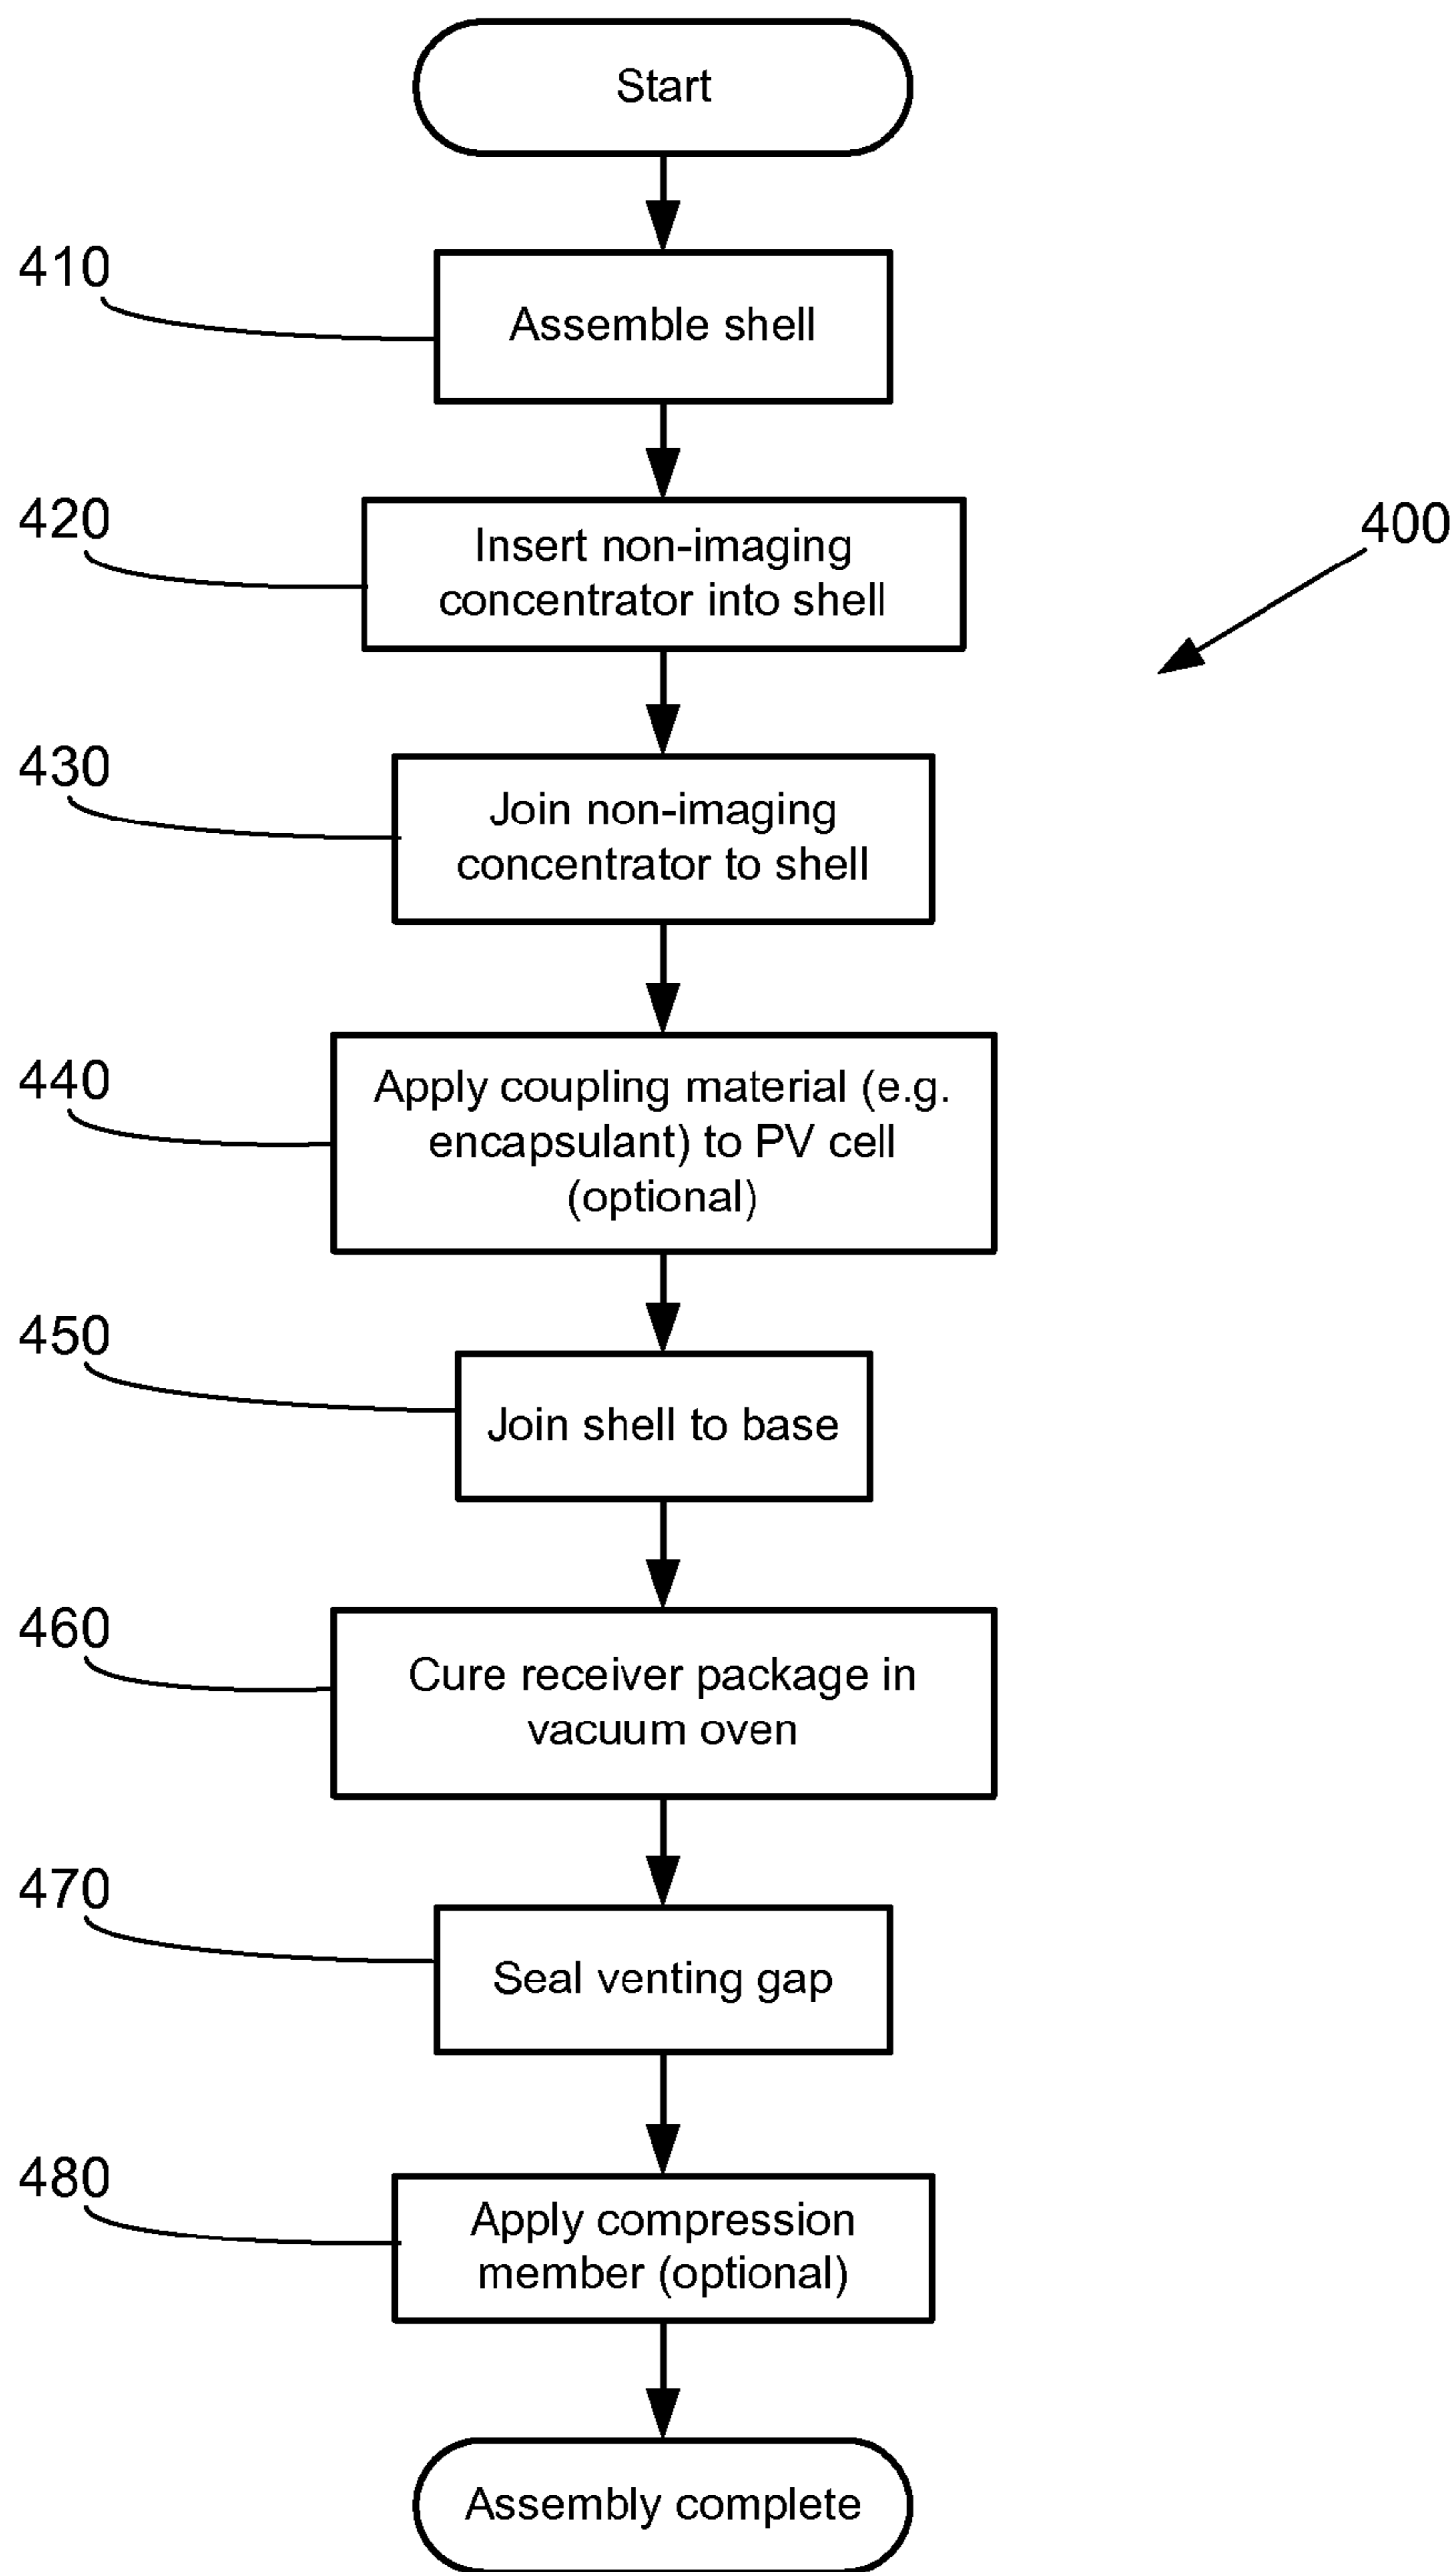 Start
410
Assemble shell
420
Insert non-imaging
concentrator into shell
400
430
Join non-imaging
concentrator to shell
440
Apply coupling material (e.g.
encapsulant) to PV cell
(optional)
450
Join shell to base
460
Cure receiver package in
vacuum oven
470
Seal venting gap
480
Apply compression
member (optional)
Assembly complete